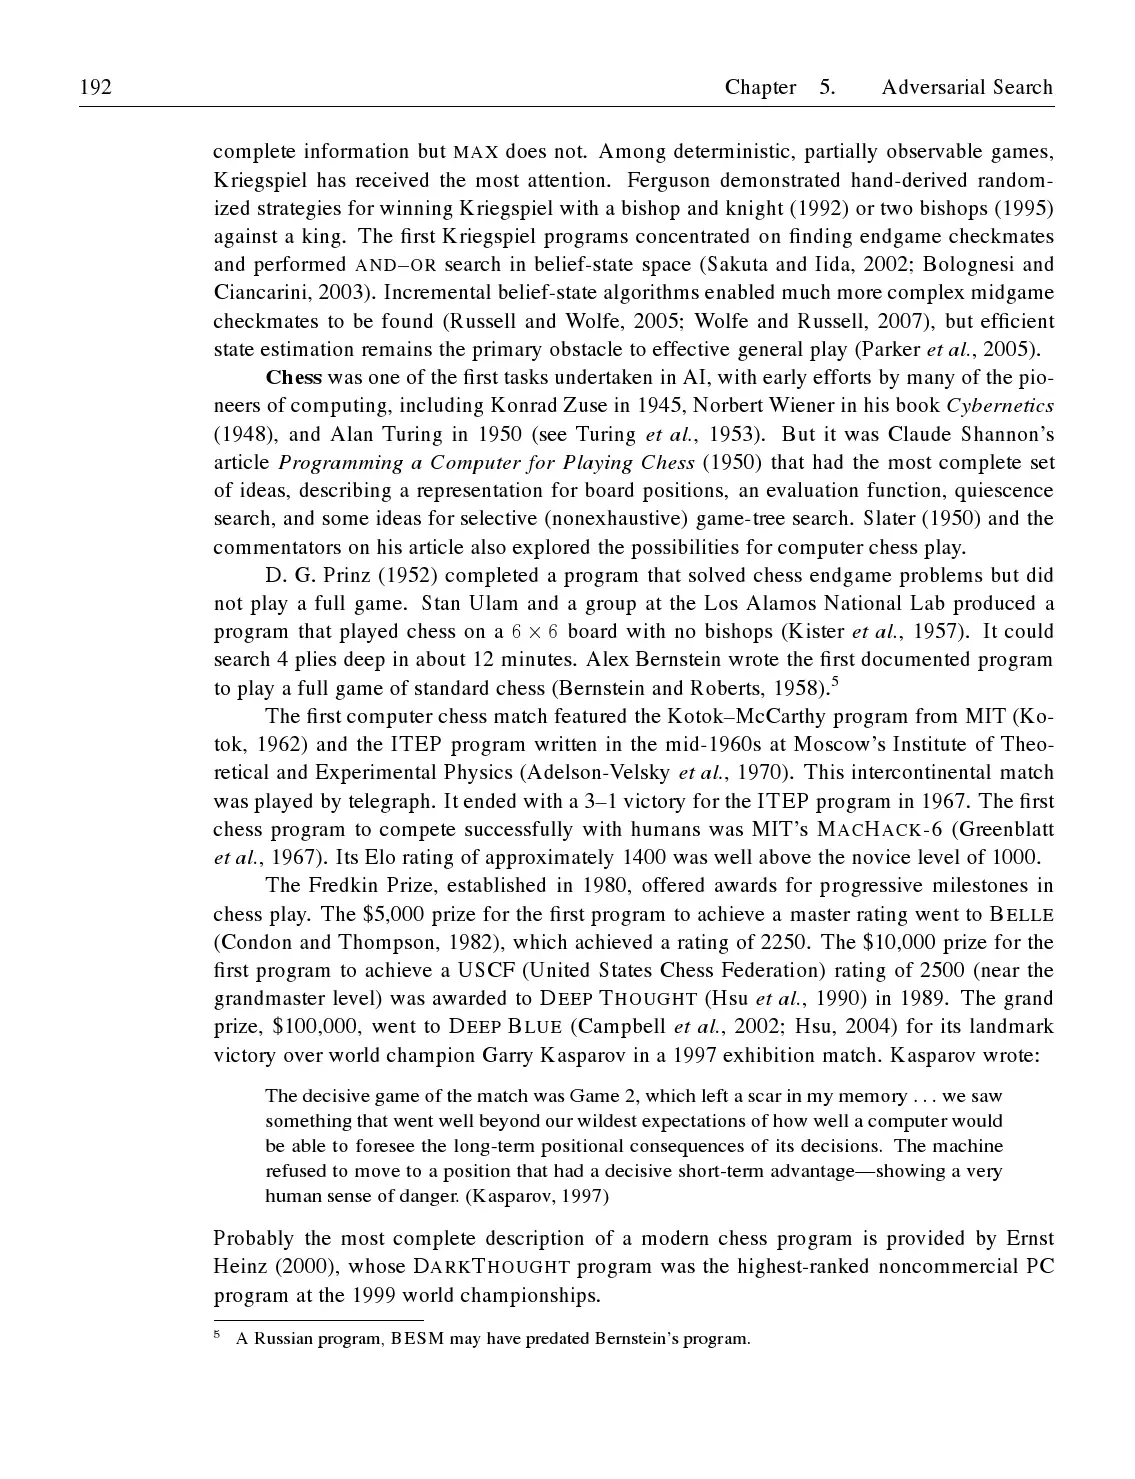 192 Chapter 5. Adversarial Search
complete information but MAX does not. Among deterministic, partially observable games,
Kriegspiel has received the most attention. Ferguson demonstrated hand-derived random-
ized strategies for winning Kriegspiel with a bishop and knight (1992) or two bishops (1995)
against a king. The first Kriegspiel programs concentrated on finding endgame checkmates
and performed AND–OR search in belief-state space (Sakuta and Iida, 2002; Bolognesi and
Ciancarini, 2003). Incremental belief-state algorithms enabled much more complex midgame
checkmates to be found (Russell and Wolfe, 2005; Wolfe and Russell, 2007), but efficient
state estimation remains the primary obstacle to effective general play (Parker et al., 2005).
Chess was one of the first tasks undertaken in AI, with early efforts by many of the pio-
neers of computing, including Konrad Zuse in 1945, Norbert Wiener in his book Cybernetics
(1948), and Alan Turing in 1950 (see Turing et al., 1953). But it was Claude Shannon's
article Programming a Computer for Playing Chess (1950) that had the most complete set
of ideas, describing a representation for board positions, an evaluation function, quiescence
search, and some ideas for selective (nonexhaustive) game-tree search. Slater (1950) and the
commentators on his article also explored the possibilities for computer chess play.
D. G. Prinz (1952) completed a program that solved chess endgame problems but did
not play a full game. Stan Ulam and a group at the Los Alamos National Lab produced a
program that played chess on a 6 × 6 board with no bishops (Kister et al., 1957). It could
search 4 plies deep in about 12 minutes. Alex Bernstein wrote the first documented program
to play a full game of standard chess (Bernstein and Roberts, 1958).5
The first computer chess match featured the Kotok–McCarthy program from MIT (Ko-
tok, 1962) and the ITEP program written in the mid-1960s at Moscow's Institute of Theo-
retical and Experimental Physics (Adelson-Velsky et al., 1970). This intercontinental match
was played by telegraph. It ended with a 3–1 victory for the ITEP program in 1967. The first
chess program to compete successfully with humans was MIT's MACHACK-6 (Greenblatt
et al., 1967). Its Elo rating of approximately 1400 was well above the novice level of 1000.
The Fredkin Prize, established in 1980, offered awards for progressive milestones in
chess play. The $5,000 prize for the first program to achieve a master rating went to BELLE
(Condon and Thompson, 1982), which achieved a rating of 2250. The $10,000 prize for the
first program to achieve a USCF (United States Chess Federation) rating of 2500 (near the
grandmaster level) was awarded to DEEP THOUGHT (Hsu et al., 1990) in 1989. The grand
prize, $100,000, went to DEEP BLUE (Campbell et al., 2002; Hsu, 2004) for its landmark
victory over world champion Garry Kasparov in a 1997 exhibition match. Kasparov wrote:
The decisive game of the match was Game 2, which left a scar in my memory . . . we saw
something that went well beyond our wildest expectations of how well a computer would
be able to foresee the long-term positional consequences of its decisions. The machine
refused to move to a position that had a decisive short-term advantage—showing a very
human sense of danger. (Kasparov, 1997)
Probably the most complete description of a modern chess program is provided by Ernst
Heinz (2000), whose DARKTHOUGHT program was the highest-ranked noncommercial PC
program at the 1999 world championships.
5 A Russian program, BESM may have predated Bernstein's program.